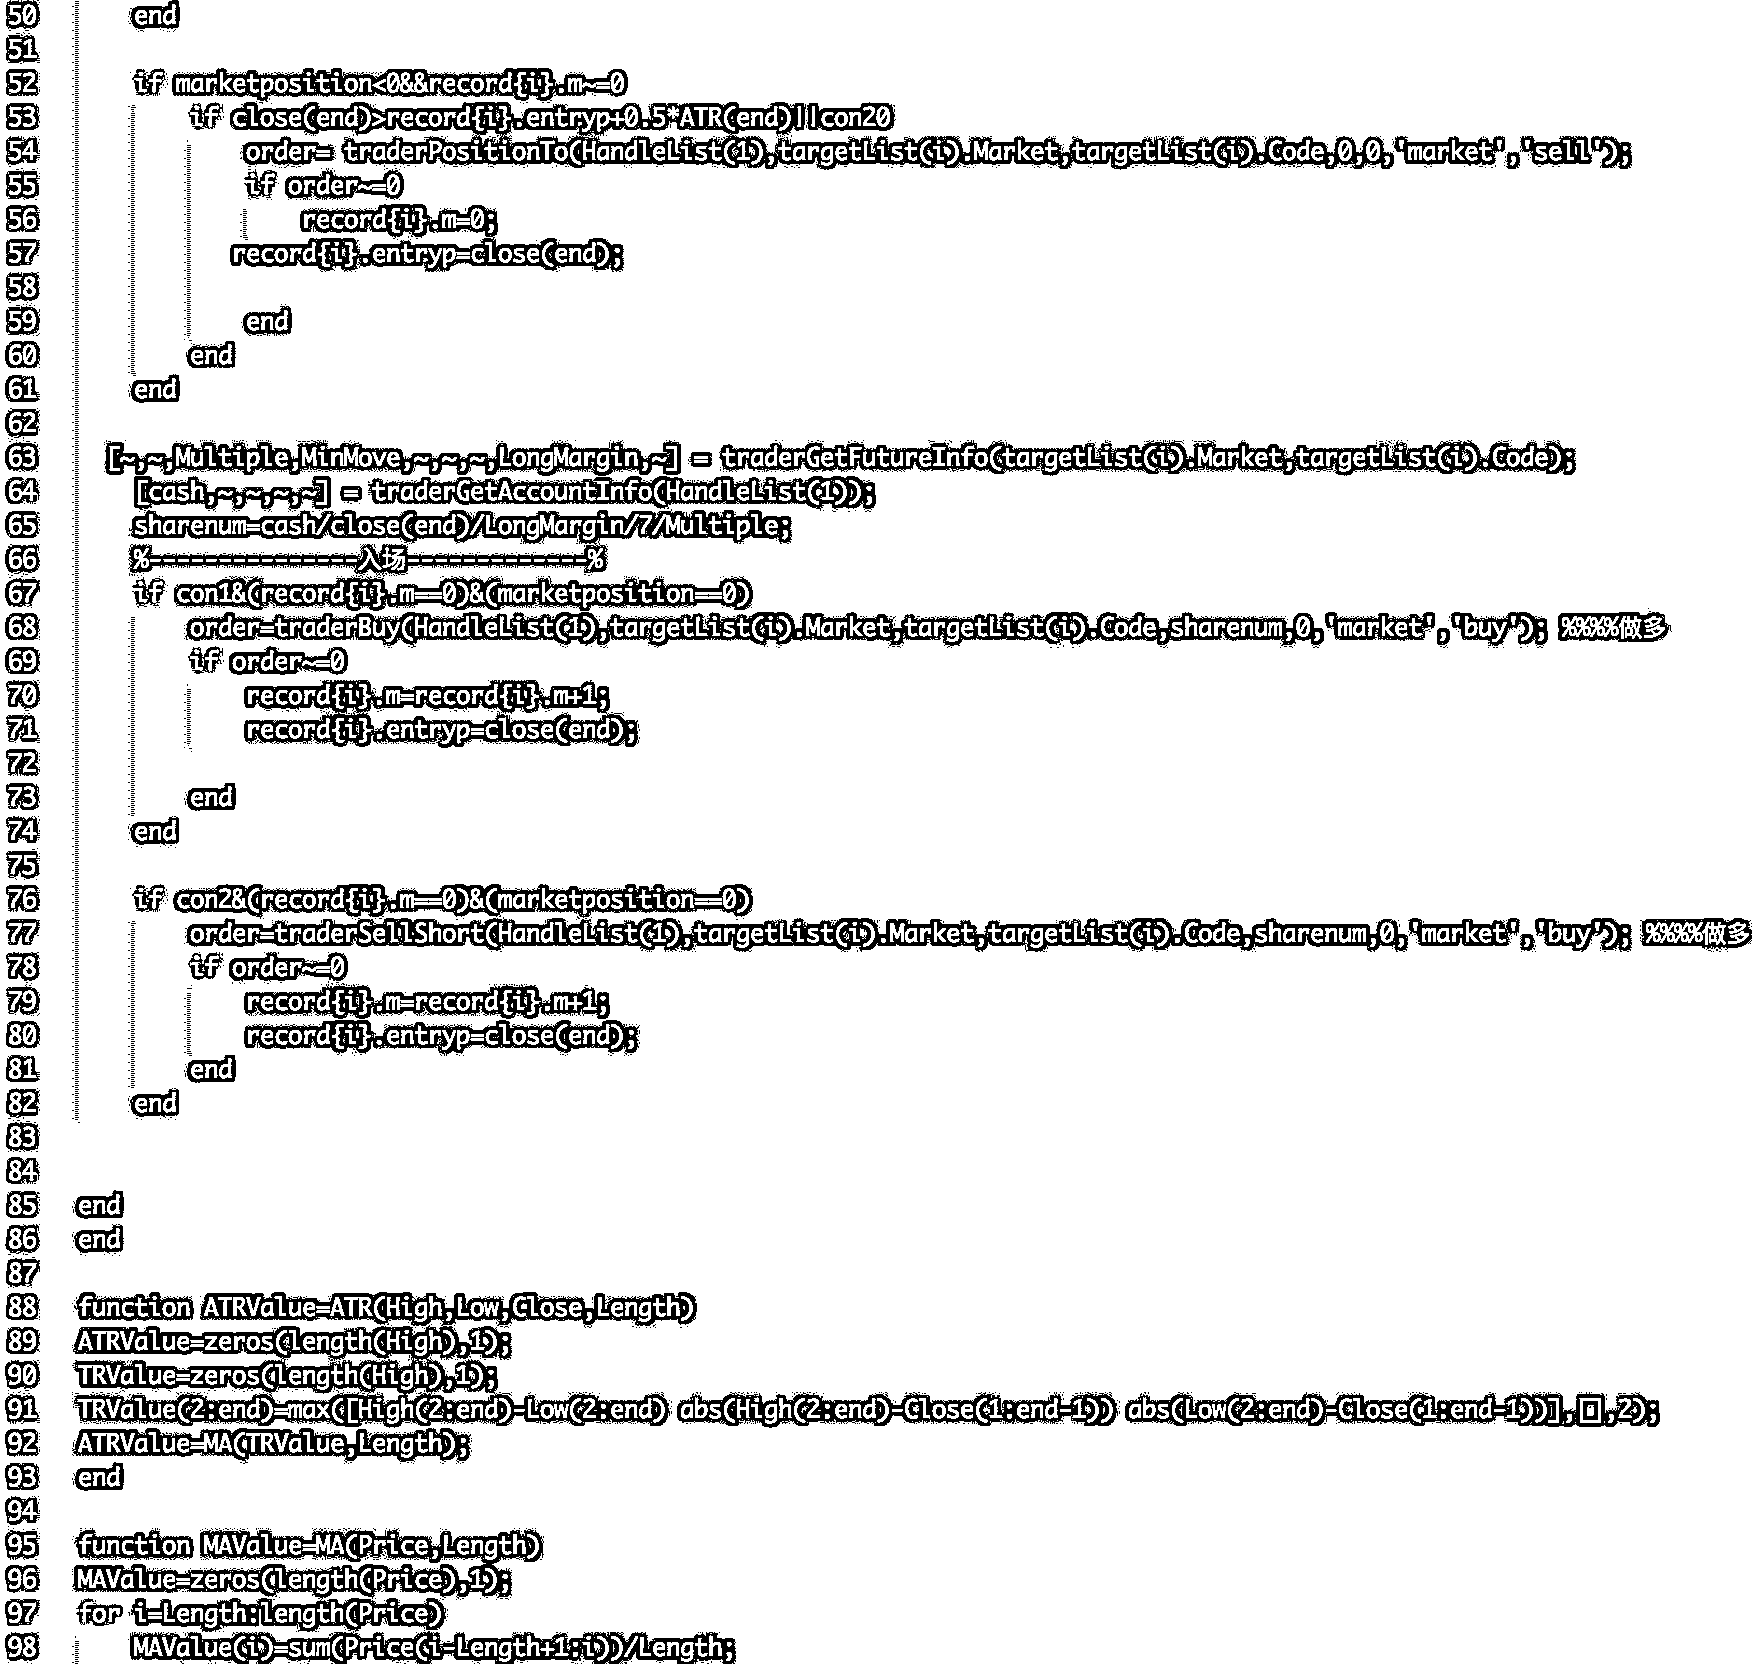 50 end
51
52 if marketposition<0&&record{i}.m~=0
53 if close(end)>record{i}.entryp+0.5*ATR(end)||con20
54 order= traderPositionTo(HandleList(1),targetList(i).Market,targetList(i).Code,0,0,'market','sell');
55 if order~=0
56 record{i}.m=0;
57 record{i}.entryp=close(end);
58
59 end
60 end
61 end
62
63 [~,~,Multiple,MinMove,~,~,~,LongMargin,~] = traderGetFutureInfo(targetList(i).Market,targetList(i).Code);
64 [cash,~,~,~,~] = traderGetAccountInfo(HandleList(1));
65 sharenum=cash/close(end)/LongMargin/7/Multiple;
66 %---------------入场-------------%
67 if con1&(record{i}.m==0)&(marketposition==0)
68 order=traderBuy(HandleList(1),targetList(i).Market,targetList(i).Code,sharenum,0,'market','buy'); %%%%做多
69 if order~=0
70 record{i}.m=record{i}.m+1;
71 record{i}.entryp=close(end);
72
73 end
74 end
75
76 if con2&(record{i}.m==0)&(marketposition==0)
77 order=traderSellShort(HandleList(1),targetList(i).Market,targetList(i).Code,sharenum,0,'market','buy'); %%%%做多
78 if order~=0
79 record{i}.m=record{i}.m+1;
80 record{i}.entryp=close(end);
81 end
82 end
83
84
85 end
86 end
87
88 function ATRValue=ATR(High,Low,Close,Length)
89 ATRValue=zeros(length(High),1);
90 TRValue=zeros(length(High),1);
91 TRValue(2:end)=max([High(2:end)-Low(2:end) abs(High(2:end)-Close(1:end-1)) abs(Low(2:end)-Close(1:end-1))],[],2);
92 ATRValue=MA(TRValue,Length);
93 end
94
95 function MAValue=MA(Price,Length)
96 MAValue=zeros(length(Price),1);
97 for i=Length:length(Price)
98 MAValue(i)=sum(Price(i-Length+1:i))/Length;